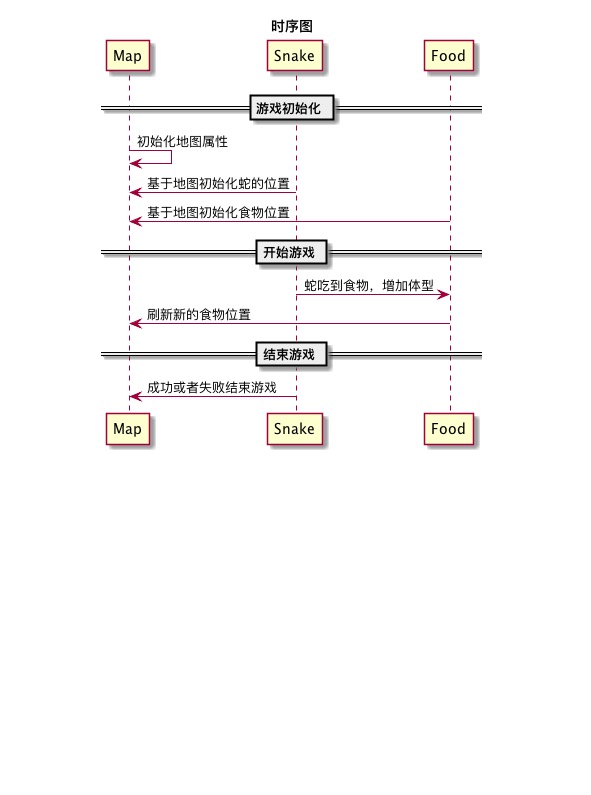 时序图
Map Snake Food
游戏初始化
初始化地图属性
基于地图初始化蛇的位置
基于地图初始化食物位置
开始游戏
蛇吃到食物，增加体型
刷新新的食物位置
结束游戏
成功或者失败结束游戏
Map Snake Food